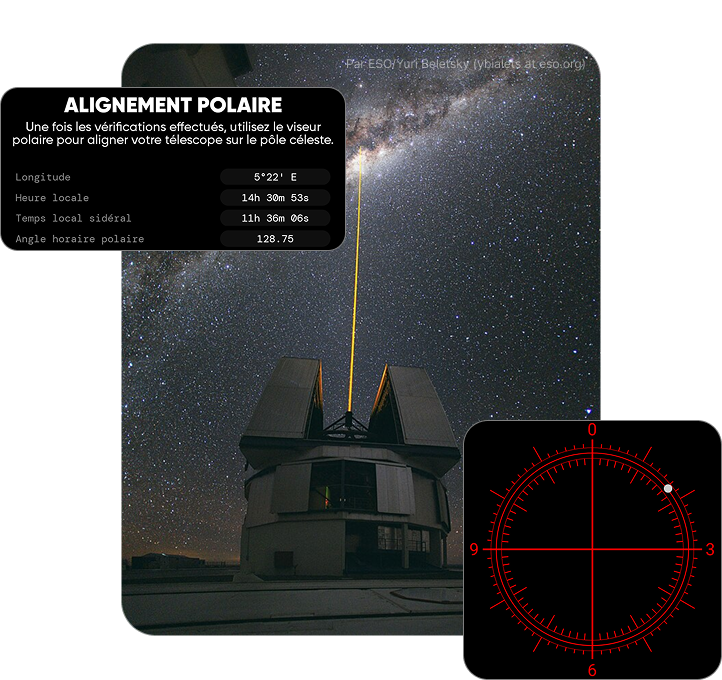 Par ESO/Yuri Beletsky (ybialets at eso.org)
ALIGNEMENT POLAIRE
Une fois les vérifications effectués, utilisez le viseur
polaire pour aligner votre télescope sur le pôle céleste.
Longitude 5°22' E
Heure locale 14h 30m 53s
Temps local sidéral 11h 36m 06s
Angle horaire polaire 128.75
0
9 3
6